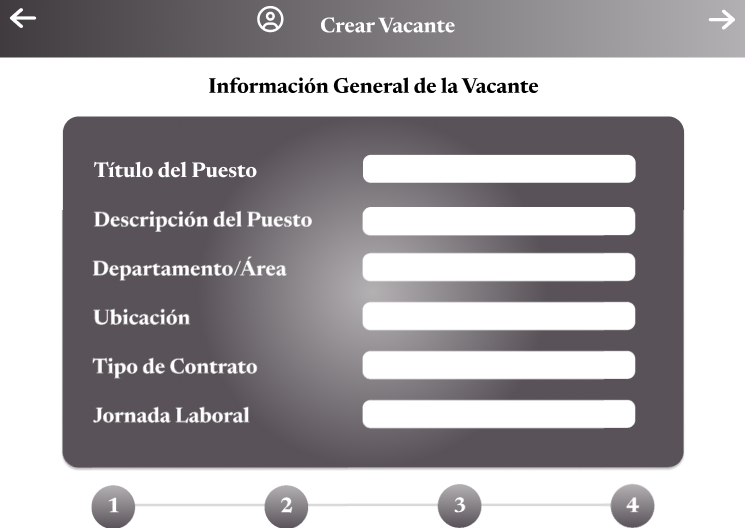 Crear Vacante
Información General de la Vacante
Título del Puesto
Descripción del Puesto
Departamento/Área
Ubicación
Tipo de Contrato
Jornada Laboral
1 2 3 4